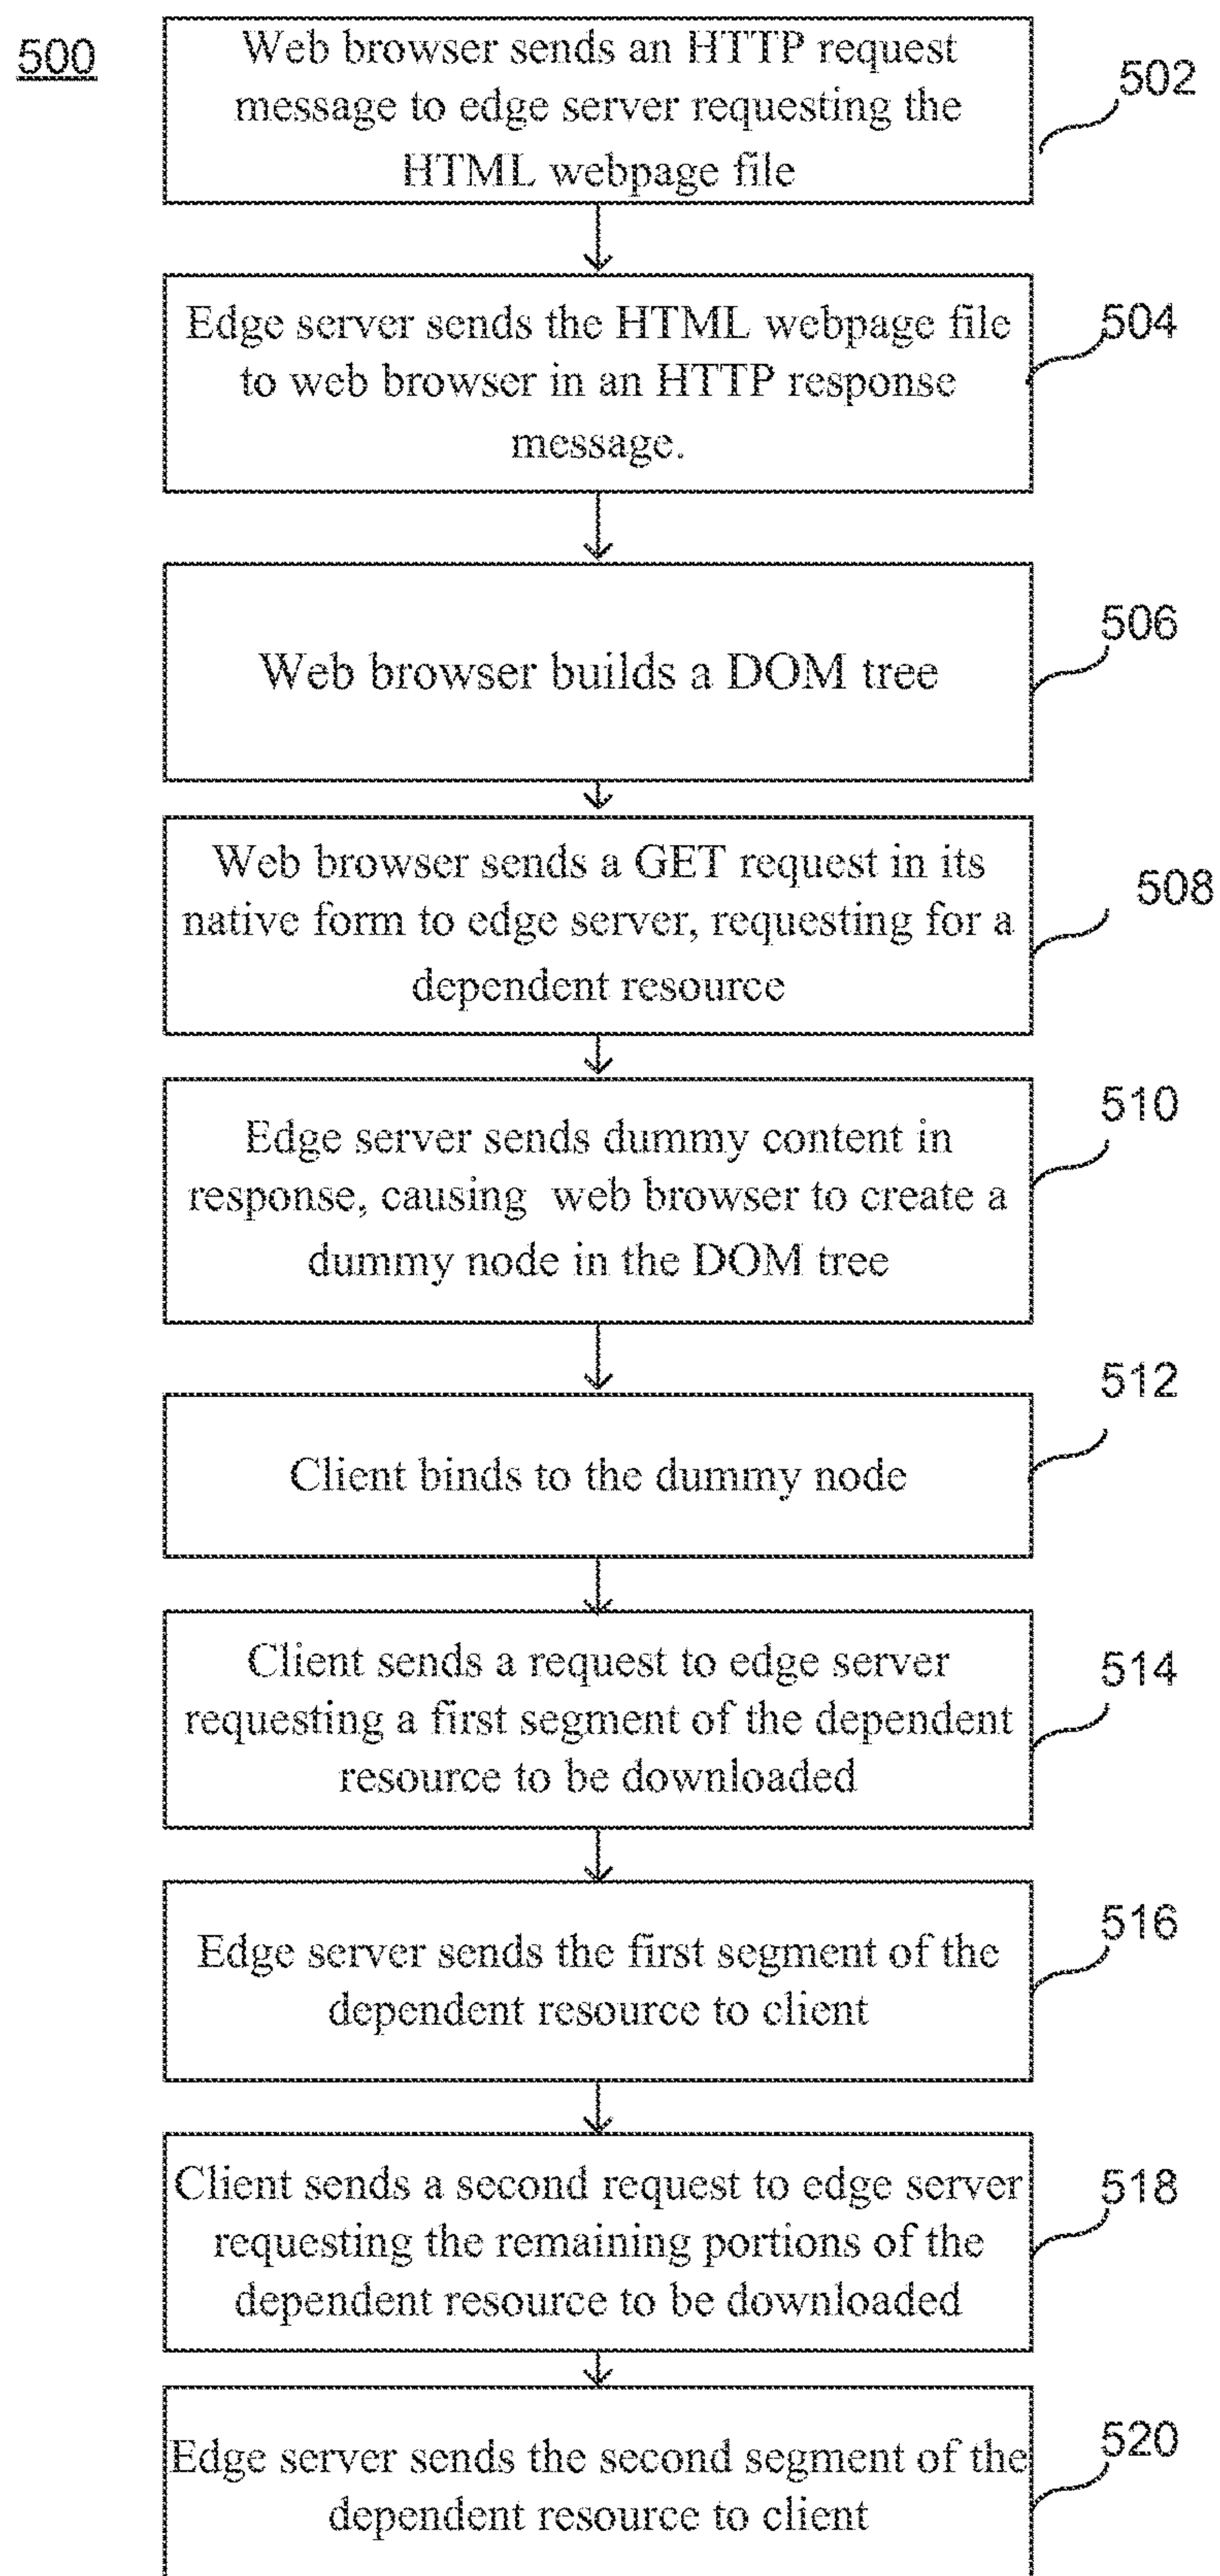 500
Web browser sends an HTTP request
message to edge server requesting the
HTML webpage file
502
Edge server sends the HTML webpage file
to web browser in an HTTP response
message.
504
Web browser builds a DOM tree
506
Web browser sends a GET request in its
native form to edge server, requesting for a
dependent resource
508
Edge server sends dummy content in
response, causing web browser to create a
dummy node in the DOM tree
510
Client binds to the dummy node
512
Client sends a request to edge server
requesting a first segment of the dependent
resource to be downloaded
514
Edge server sends the first segment of the
dependent resource to client
516
Client sends a second request to edge server
requesting the remaining portions of the
dependent resource to be downloaded
518
Edge server sends the second segment of the
dependent resource to client
520